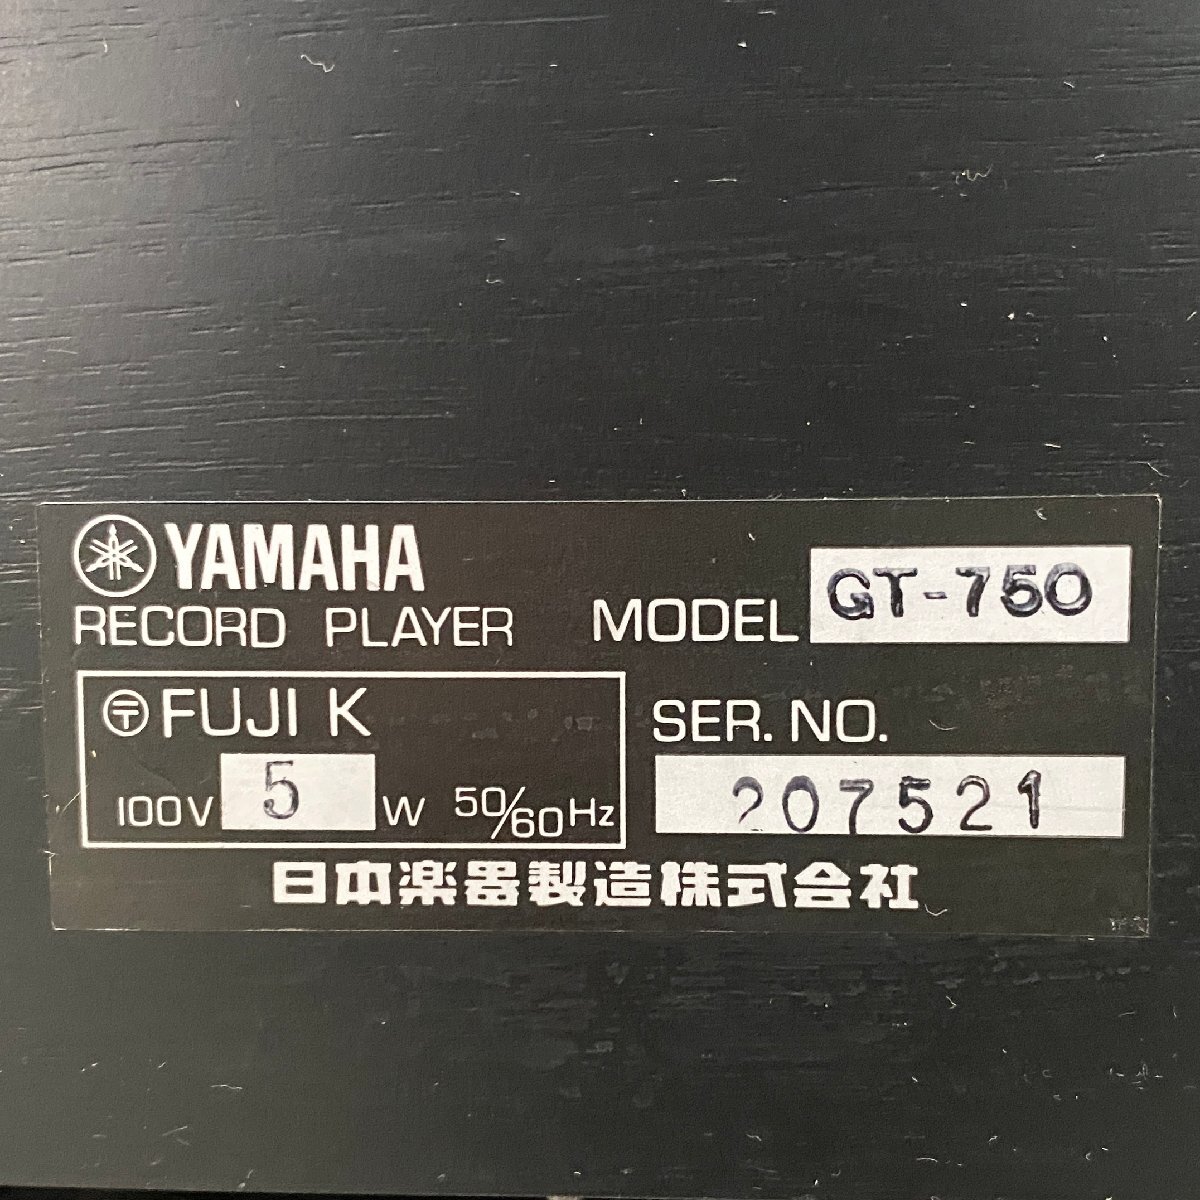 YAMAHA
RECORD PLAYER
MODEL GT-750
〒 FUJI K
100V 5 W 50/60Hz
SER. NO.
207521
日本楽器製造株式会社